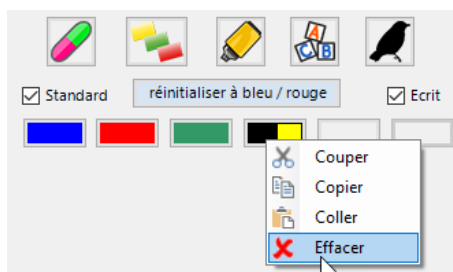 A
C B
Standard
réinitialiser à bleu / rouge
Ecrit
Couper
Copier
Coller
Effacer